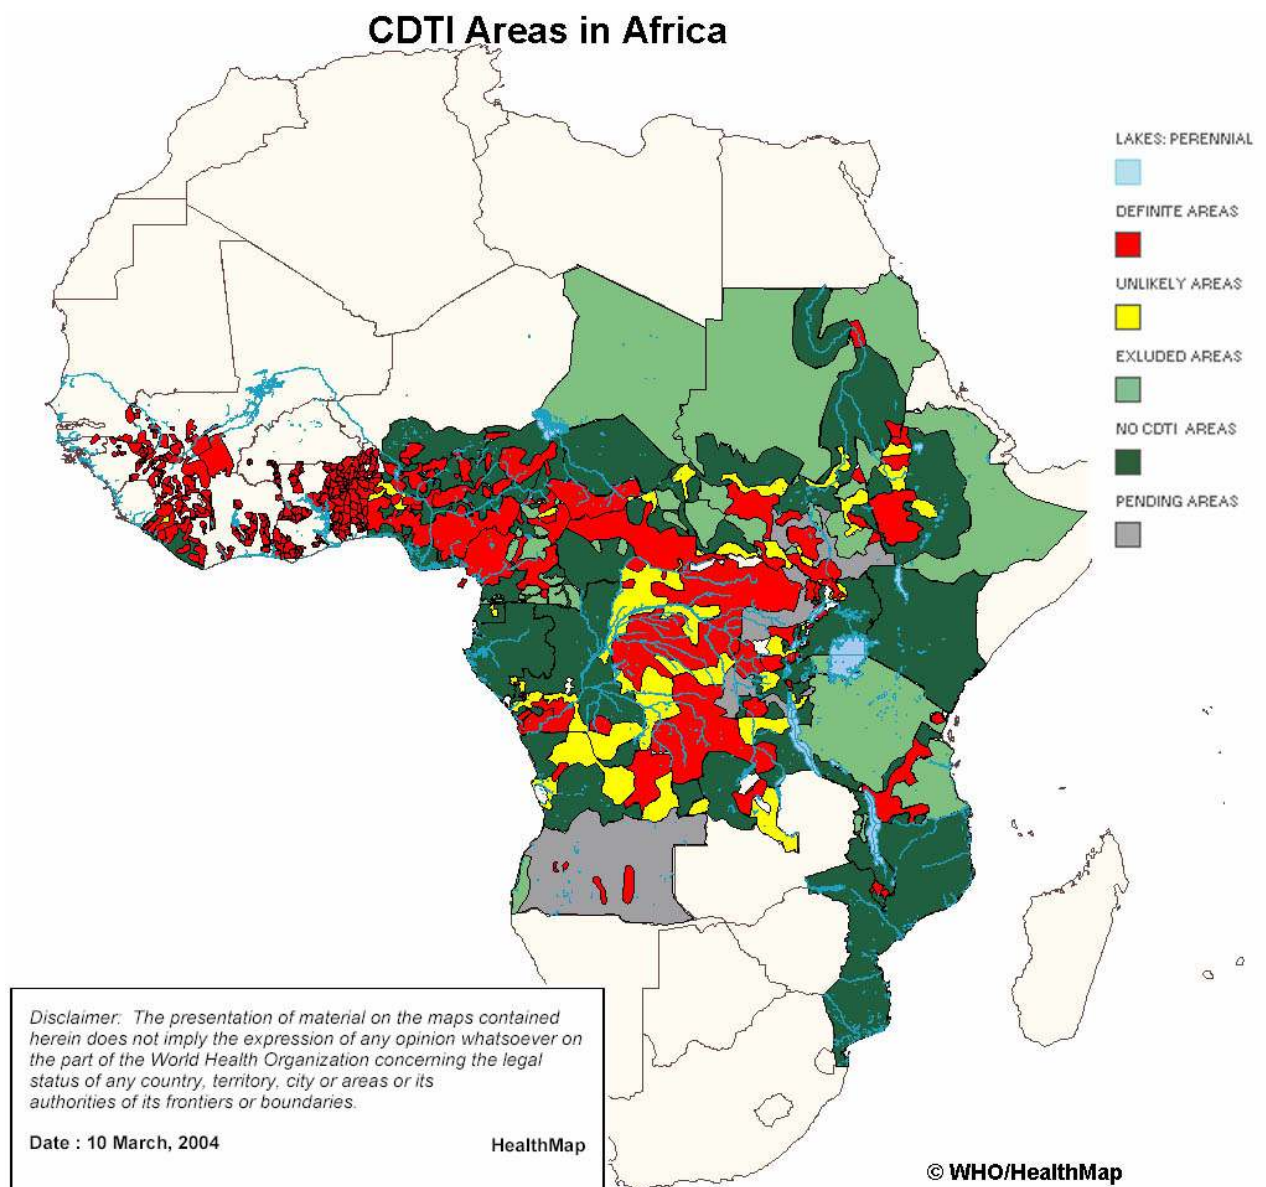 CDTI Areas in Africa
LAKES: PERENNIAL
DEFINITE AREAS
UNLIKELY AREAS
EXLUDED AREAS
NO CDTI AREAS
PENDING AREAS
Disclaimer: The presentation of material on the maps contained
herein does not imply the expression of any opinion whatsoever on
the part of the World Health Organization concerning the legal
status of any country, territory, city or areas or its
authorities of its frontiers or boundaries.
Date : 10 March, 2004
HealthMap
© WHO/HealthMap